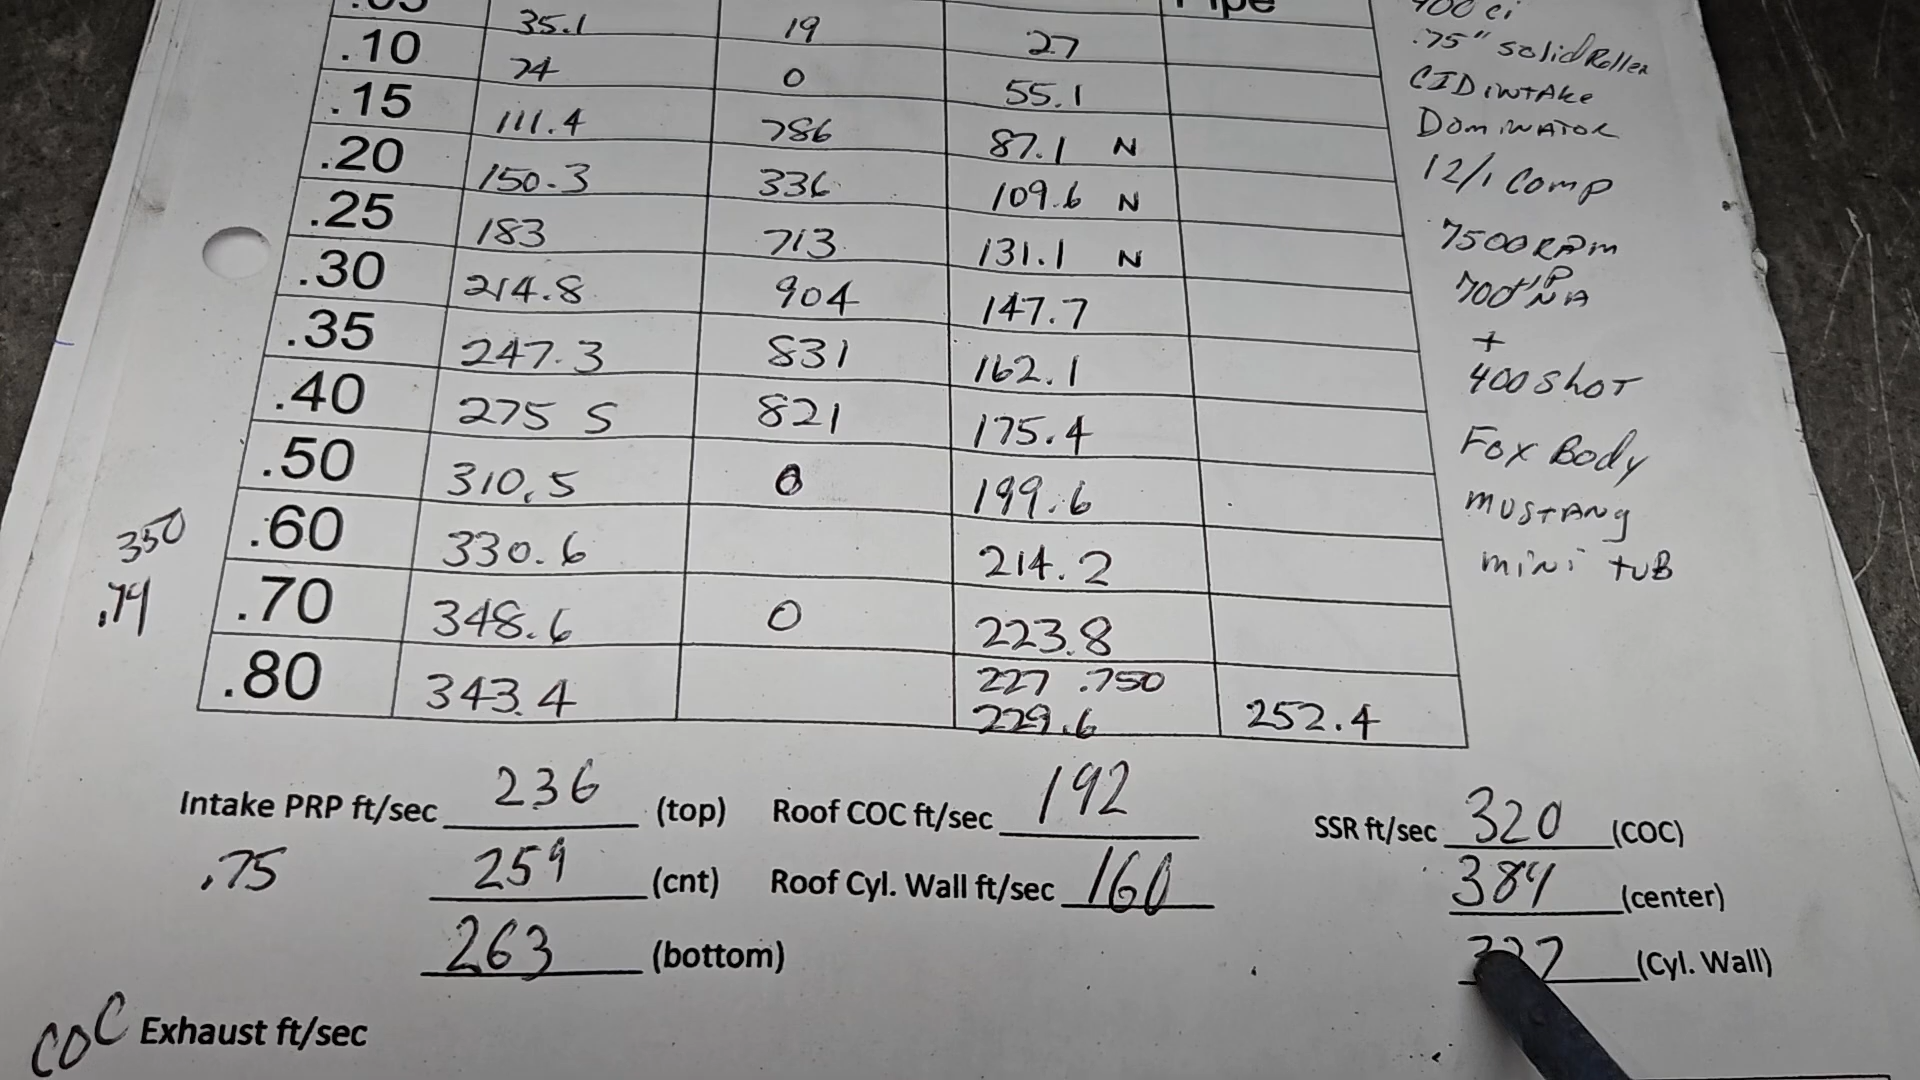 35.1 19 27
.10 74 0 55.1
.15 111.4 786 87.1 N
.20 150.3 336 109.6 N
.25 183 713 131.1 N
.30 214.8 904 147.7
.35 247.3 831 162.1
.40 275 5 821 175.4
.50 310.5 0 199.6
.60 330.6 214.2
.70 348.6 0 223.8
.80 343.4 227 .750
229.6 252.4
350
.74
400 ci
.75" solid Roller
CID intake
Dominator
12/1 Comp
7500 RPM
700 HP NA
+
400 Shot
Fox Body
Mustang
mini tub
Intake PRP ft/sec 236 (top) Roof COC ft/sec 192 SSR ft/sec 320 (COC)
.75 259 (cnt) Roof Cyl. Wall ft/sec 160 384 (center)
263 (bottom) (Cyl. Wall)
COC Exhaust ft/sec